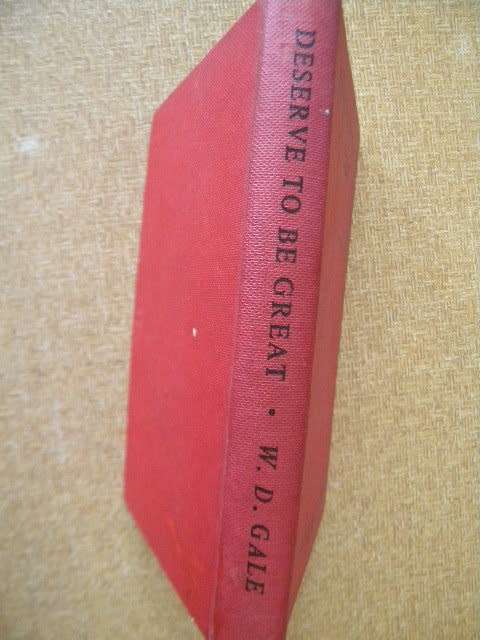 DESERVE TO BE GREAT • W. D. GALE